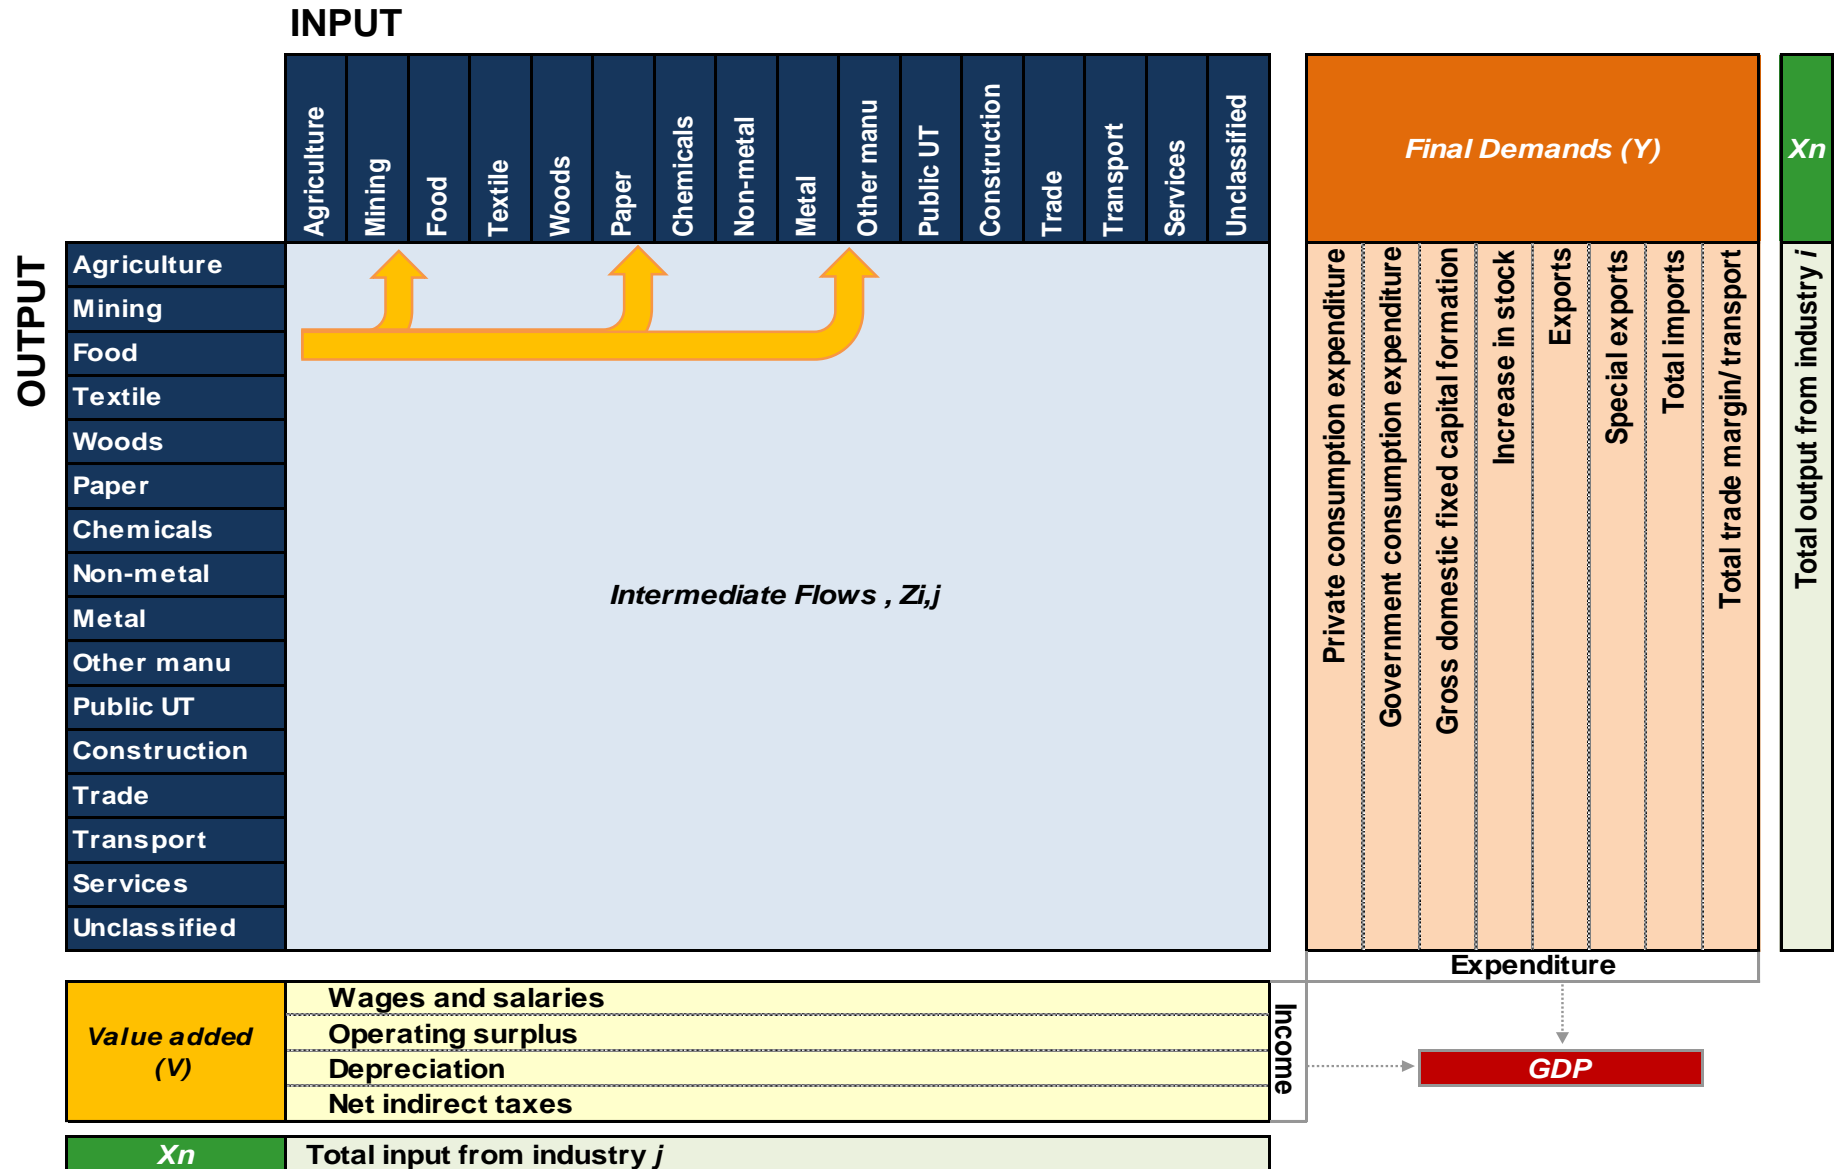 INPUT
Agriculture
Mining
Food
Textile
Woods
Paper
Chemicals
Non-metal
Metal
Other manu
Public UT
Construction
Trade
Transport
Services
Unclassified
Final Demands (Y)
Xn
OUTPUT
Agriculture
Mining
Food
Textile
Woods
Paper
Chemicals
Non-metal
Metal
Other manu
Public UT
Construction
Trade
Transport
Services
Unclassified
Intermediate Flows , Zi,j
Private consumption expenditure
Government consumption expenditure
Gross domestic fixed capital formation
Increase in stock
Exports
Special exports
Total imports
Total trade margin/ transport
Total output from industry i
Expenditure
Value added
(V)
Wages and salaries
Operating surplus
Depreciation
Net indirect taxes
Income
GDP
Xn
Total input from industry j